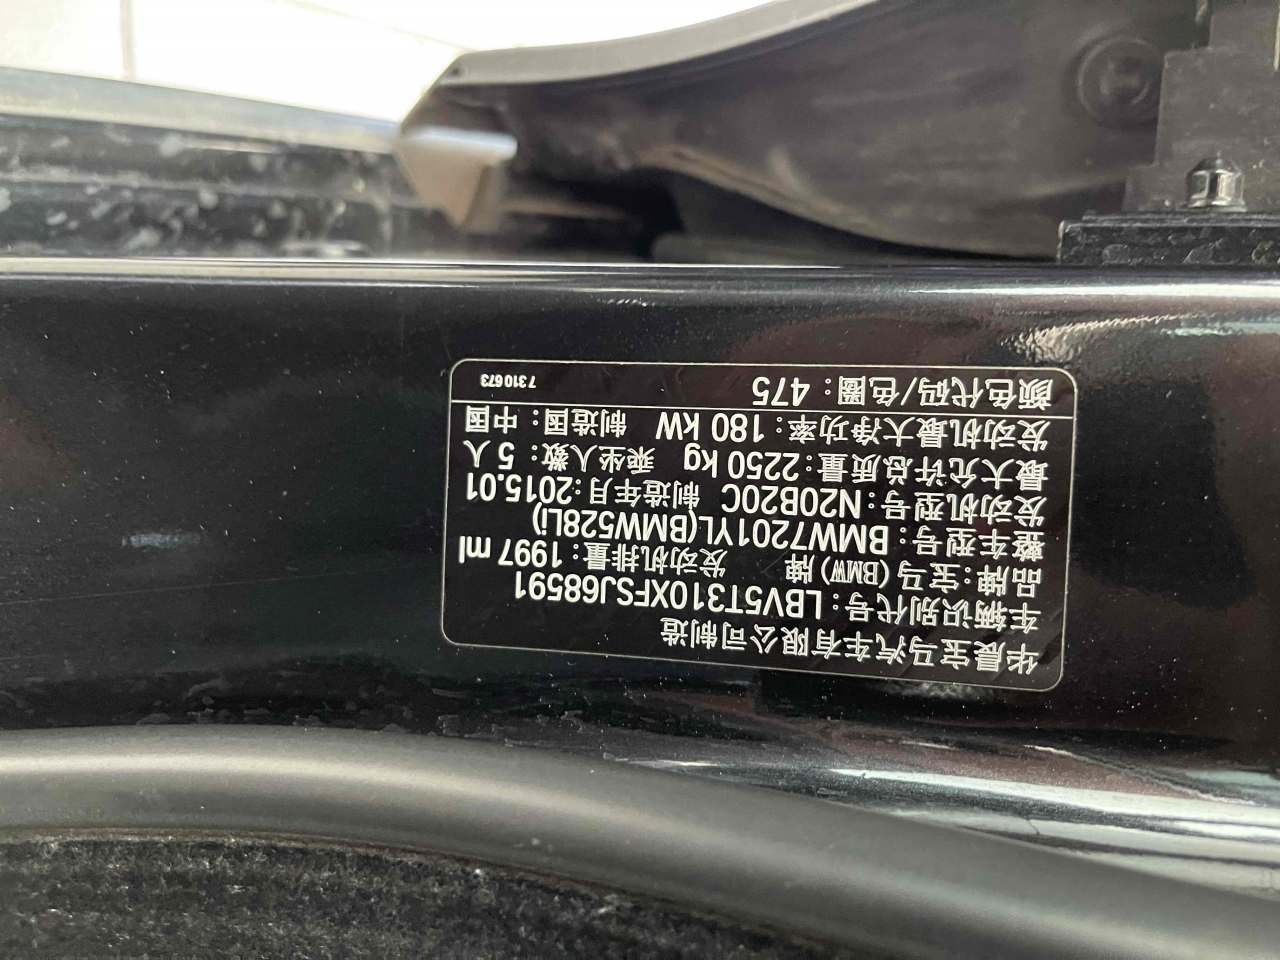 华晨宝马汽车有限公司制造
车辆识别代号：LBV5T310XFSJ68591
品牌：宝马(BMW)牌 发动机排量：1997 ml
整车型号：BMW7201YL(BMW528Li)
发动机型号：N20B20C 制造年月：2015.01
最大允许总质量：2250 kg 乘坐人数：5 人
发动机最大净功率：180 kW 制造国：中国
颜色代码/色圈：475 7310673